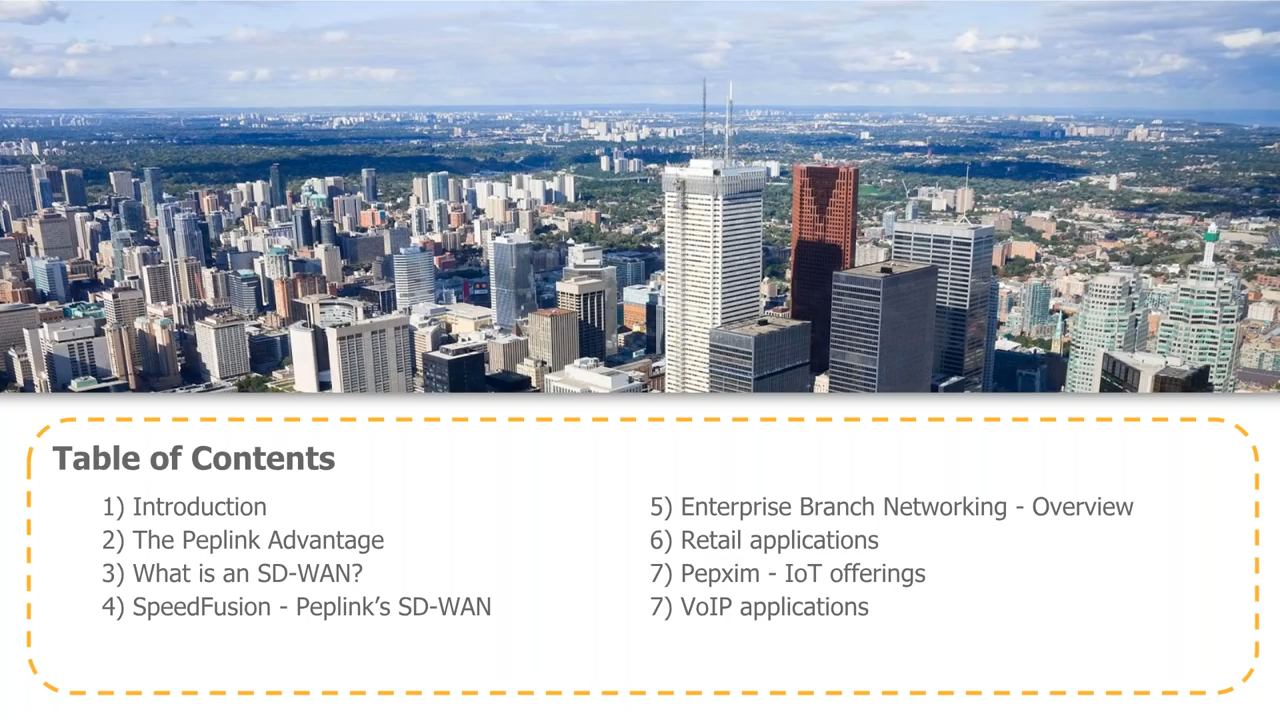 Table of Contents
1) Introduction
2) The Peplink Advantage
3) What is an SD-WAN?
4) SpeedFusion - Peplink’s SD-WAN
5) Enterprise Branch Networking - Overview
6) Retail applications
7) Pepxim - IoT offerings
7) VoIP applications